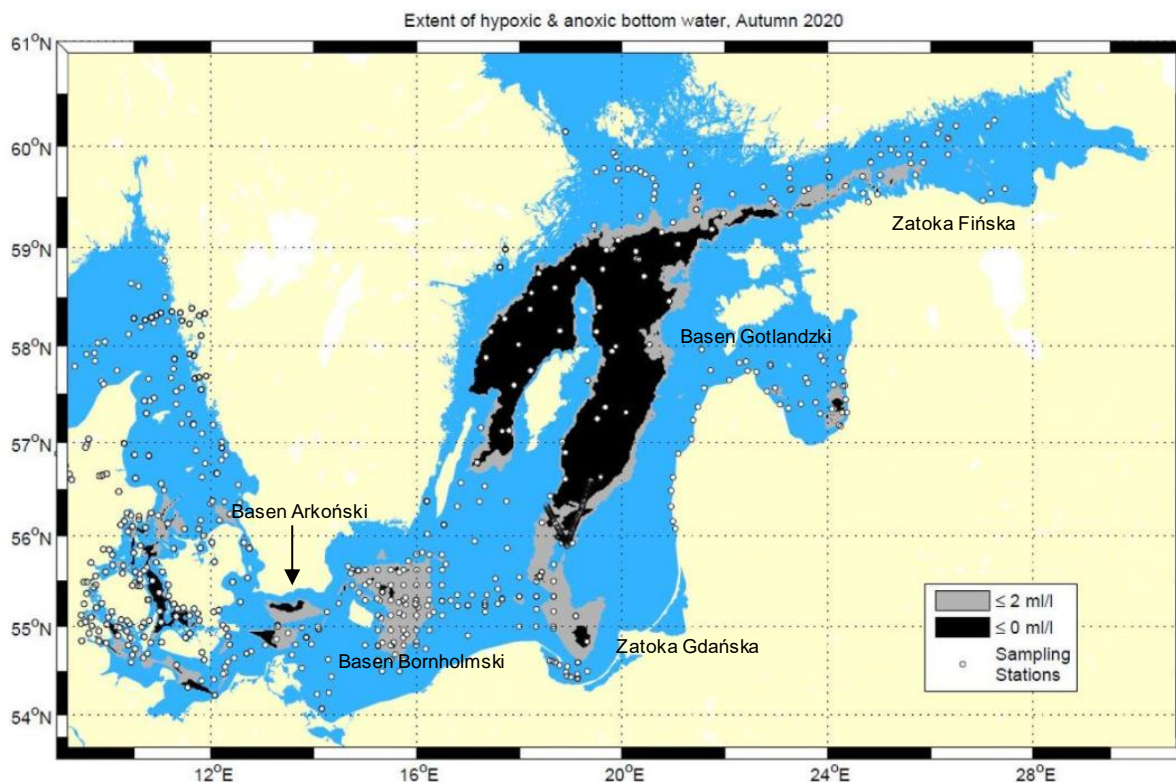 Extent of hypoxic & anoxic bottom water, Autumn 2020
61°N
60°N
59°N
58°N
57°N
56°N
55°N
54°N
Zatoka Fińska
Basen Gotlandzki
Basen Arkoński
Basen Bornholmski
Zatoka Gdańska
≤ 2 ml/l
≤ 0 ml/l
Sampling
Stations
12°E
16°E
20°E
24°E
28°E